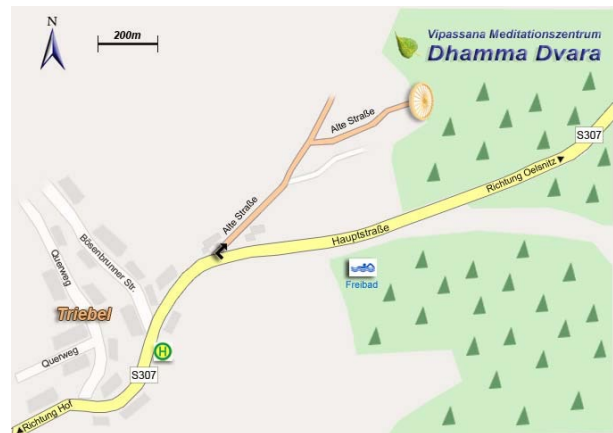 N
200m
Vipassana Meditationszentrum
Dhamma Dvara
Alte Straße
S307
Richtung Oelsnitz
Alte Straße
Hauptstraße
Bösenbrunner Str.
Querweg
Freibad
Triebel
H
Querweg
S307
Richtung Hof